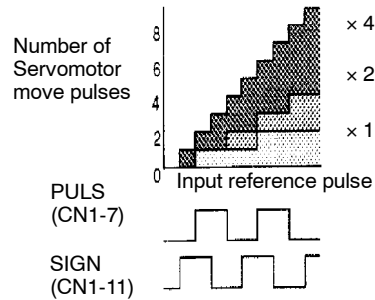 Number of
Servomotor
move pulses
8
6
4
2
0
× 4
× 2
× 1
Input reference pulse
PULS
(CN1-7)
SIGN
(CN1-11)